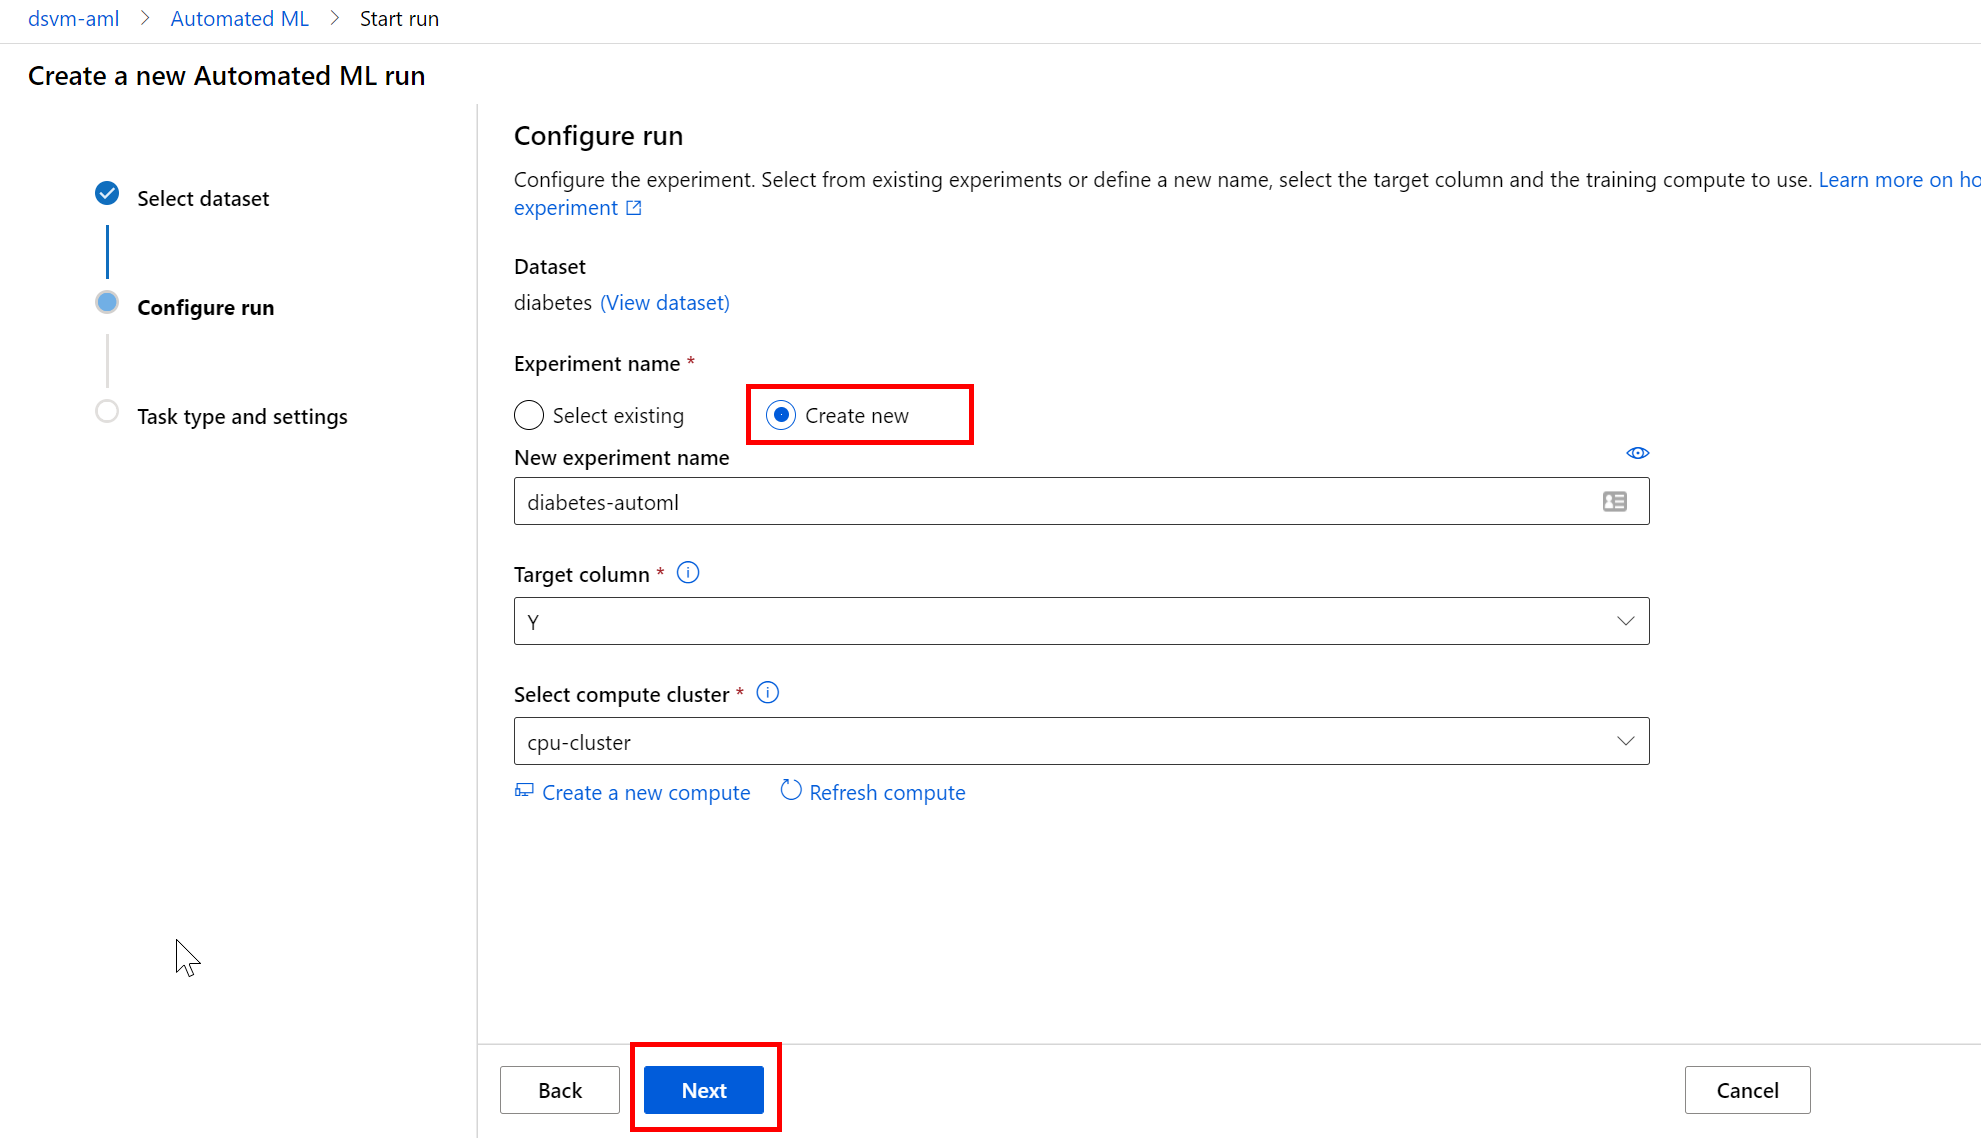 dsvm-aml > Automated ML > Start run
Create a new Automated ML run
Select dataset
Configure run
Task type and settings
Configure run
Configure the experiment. Select from existing experiments or define a new name, select the target column and the training compute to use. Learn more on ho
experiment
Dataset
diabetes (View dataset)
Experiment name *
Select existing
Create new
New experiment name
diabetes-automl
Target column *
Y
Select compute cluster *
cpu-cluster
Create a new compute
Refresh compute
Back
Next
Cancel